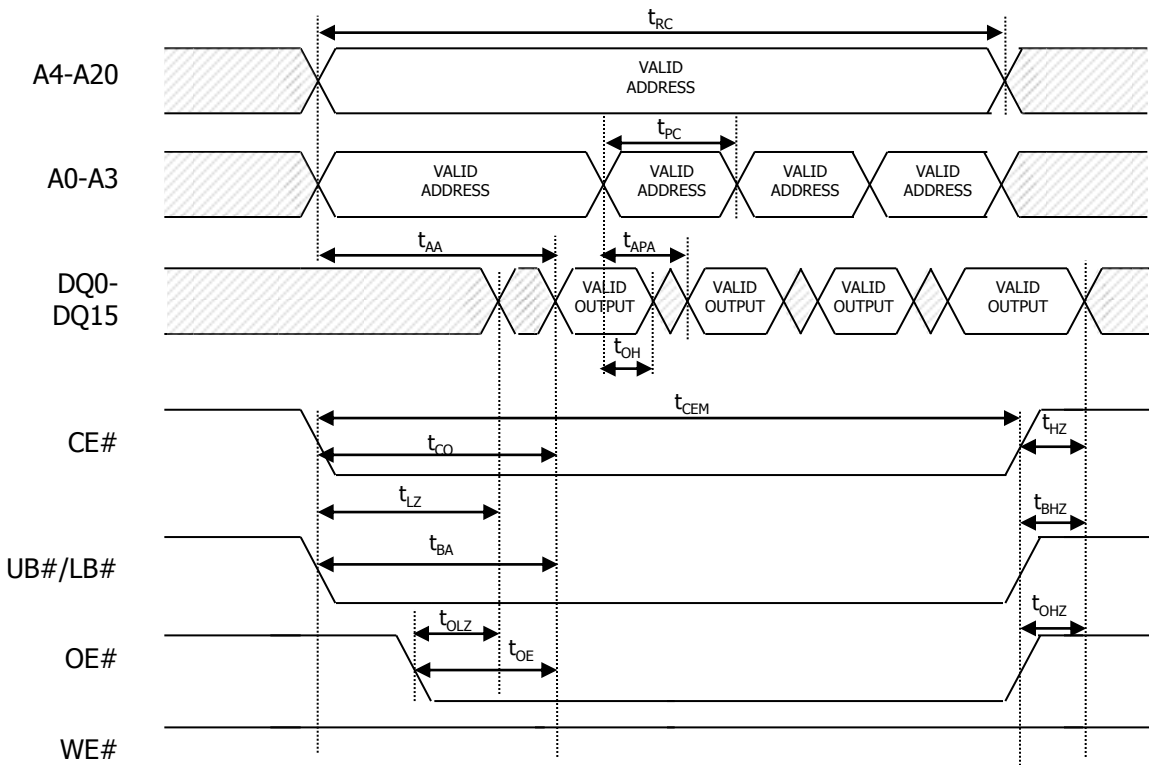 tRC
A4-A20
VALID
ADDRESS
tPC
A0-A3
VALID
ADDRESS
VALID
ADDRESS
VALID
ADDRESS
VALID
ADDRESS
tAA
tAPA
DQ0-
DQ15
VALID
OUTPUT
VALID
OUTPUT
VALID
OUTPUT
VALID
OUTPUT
tOH
tCEM
CE#
tHZ
tCO
tLZ
tBHZ
UB#/LB#
tBA
tOLZ
tOHZ
OE#
tOE
WE#